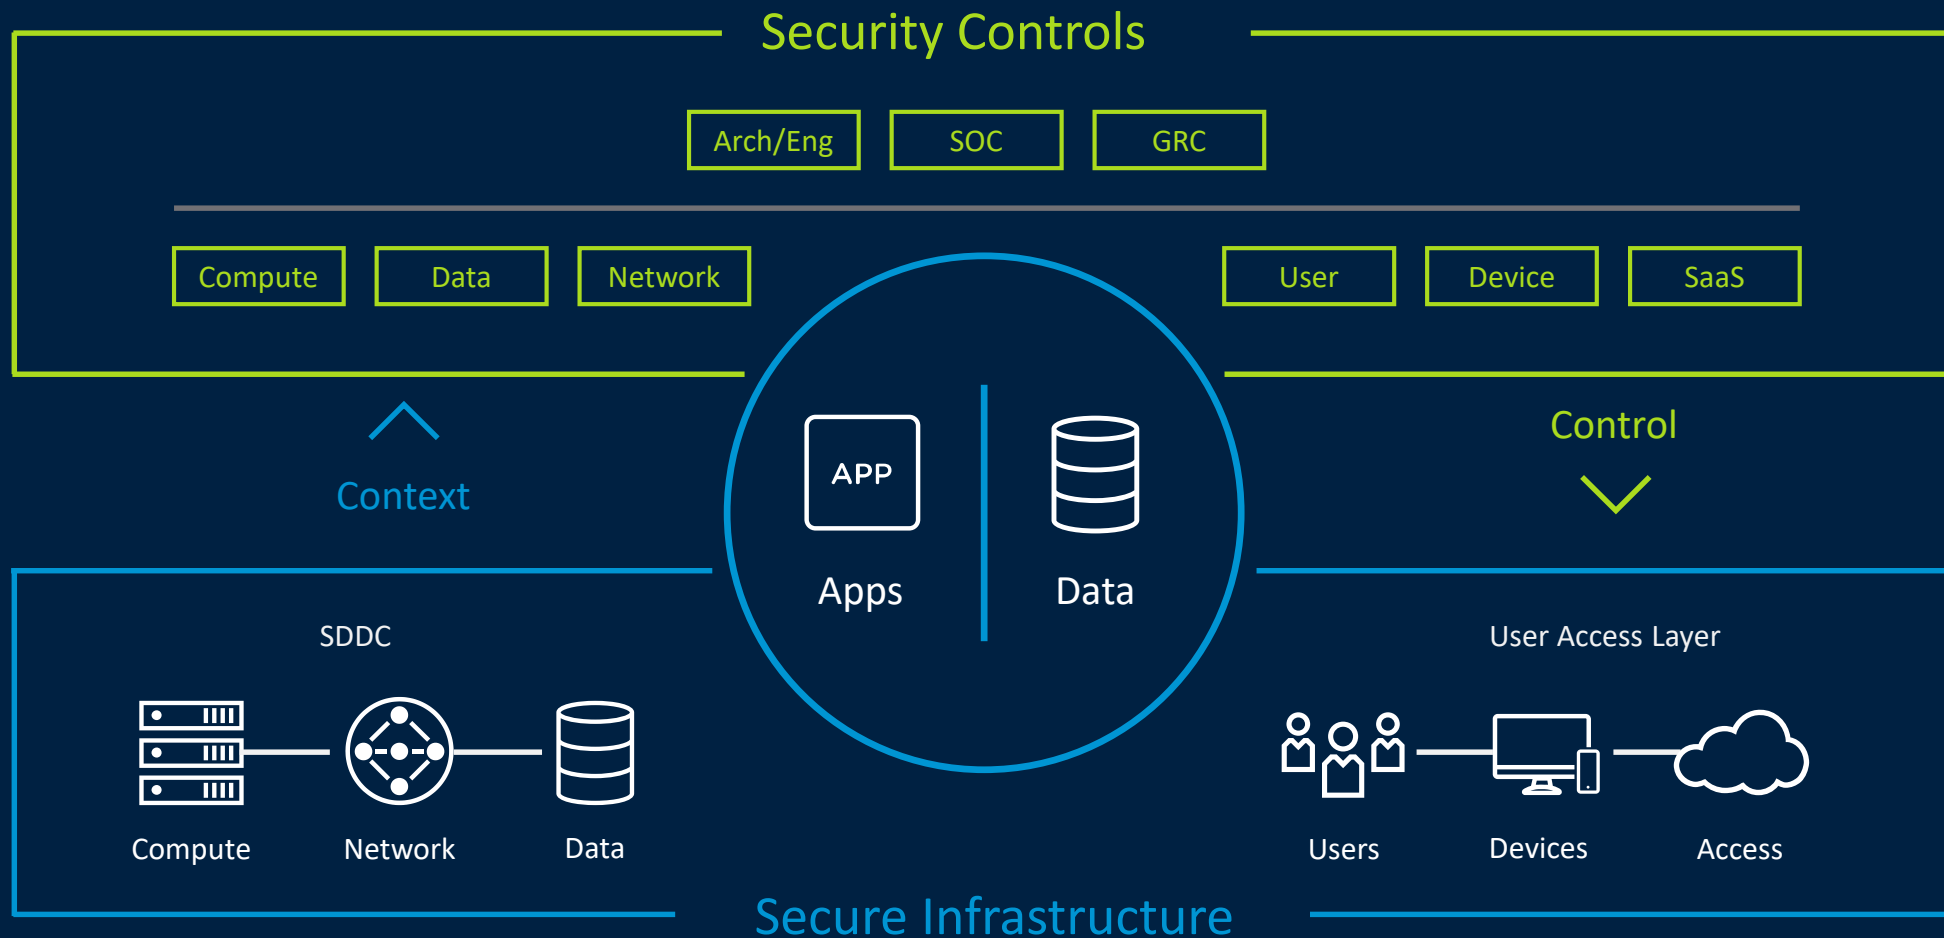 Security Controls
Arch/Eng
SOC
GRC
Compute
Data
Network
User
Device
SaaS
Context
Control
APP
Apps
Data
SDDC
User Access Layer
Compute
Network
Data
Users
Devices
Access
Secure Infrastructure